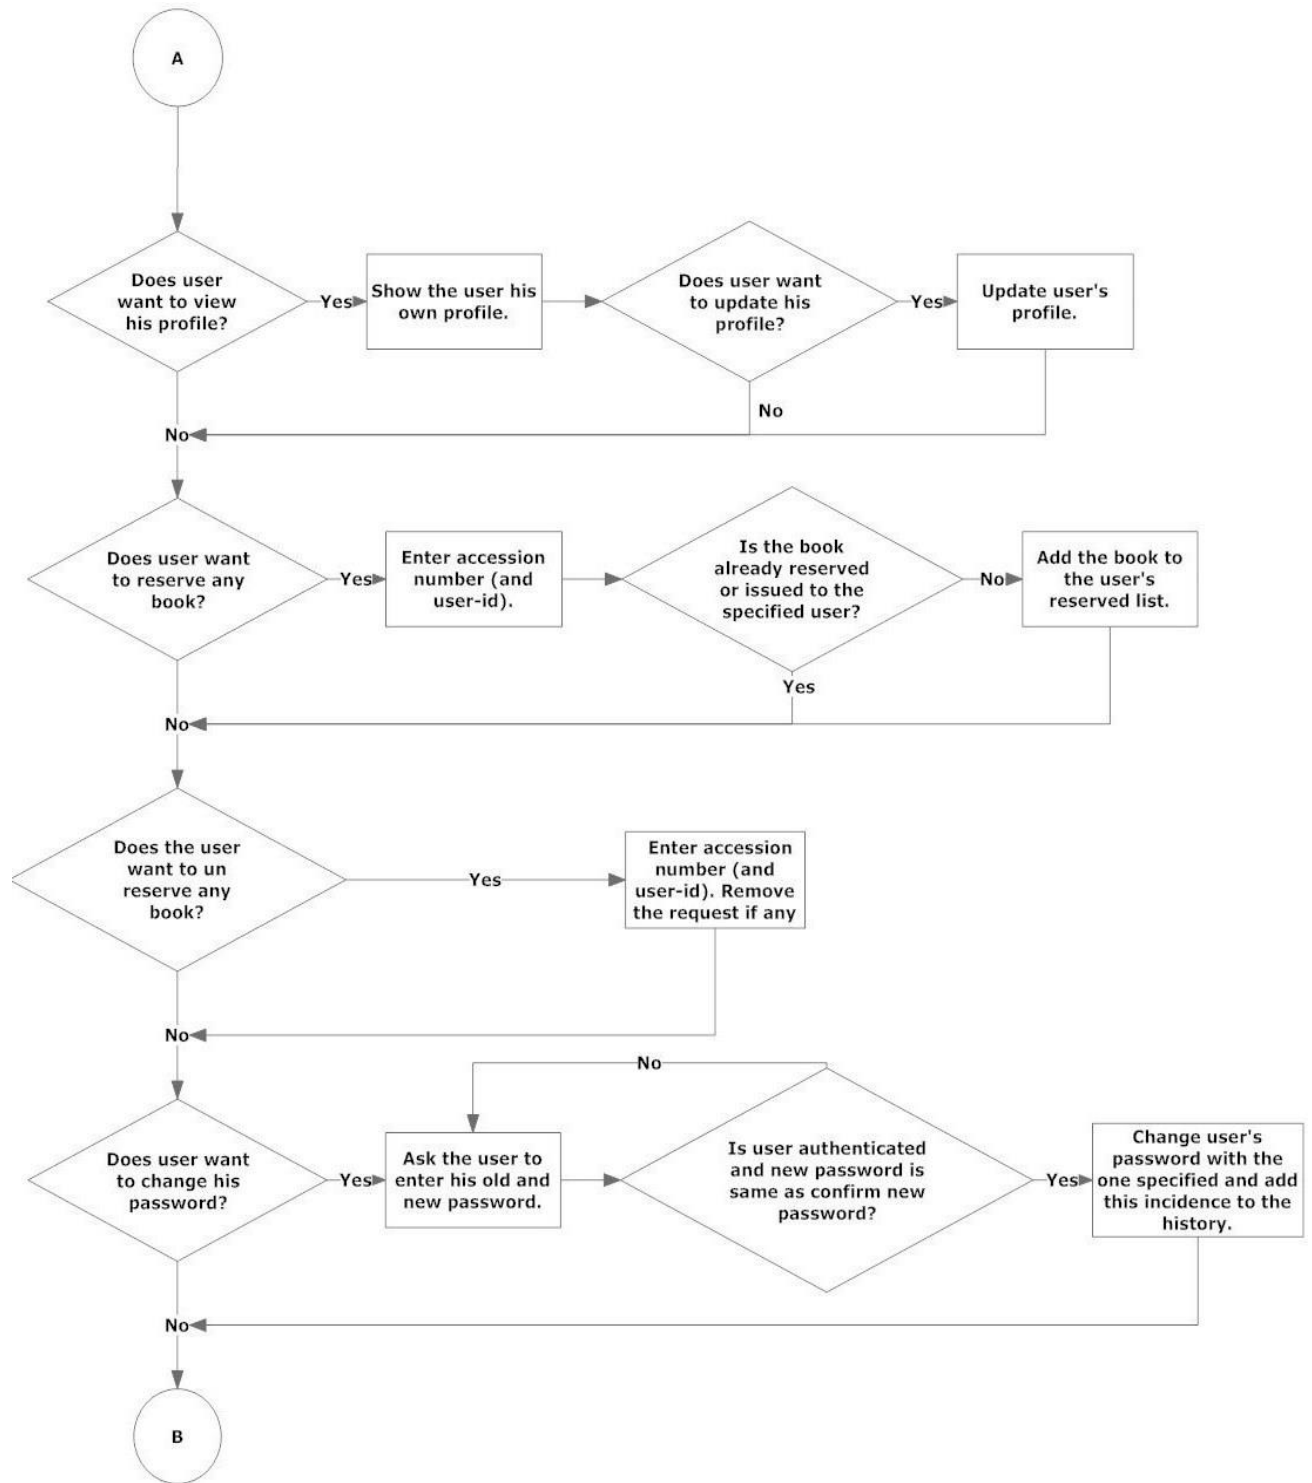 A
Does user
want to view
his profile?
Yes
Show the user his
own profile.
Does user want
to update his
profile?
Yes
Update user's
profile.
No
No
Does user want
to reserve any
book?
Yes
Enter accession
number (and
user-id).
Is the book
already reserved
or issued to the
specified user?
No
Add the book to
the user's
reserved list.
Yes
No
Does the user
want to un
reserve any
book?
Yes
Enter accession
number (and
user-id). Remove
the request if any
No
No
Does user want
to change his
password?
Yes
Ask the user to
enter his old and
new password.
Is user authenticated
and new password is
same as confirm new
password?
Yes
Change user's
password with the
one specified and add
this incidence to the
history.
No
B